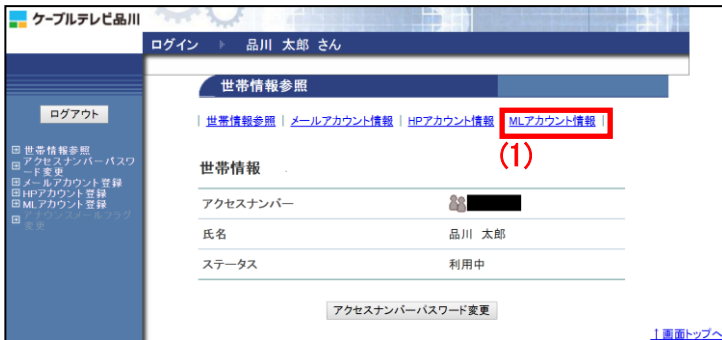 ケーブルテレビ品川
ログイン 品川 太郎 さん
ログアウト
世帯情報参照
アクセスナンバーパスワ
ード変更
メールアカウント登録
HPアカウント登録
MLアカウント登録
アナウンスメールフラグ
変更
世帯情報参照
| 世帯情報参照 | メールアカウント情報 | HPアカウント情報 | MLアカウント情報 |
(1)
世帯情報
アクセスナンバー
氏名 品川 太郎
ステータス 利用中
アクセスナンバーパスワード変更
↑画面トップへ